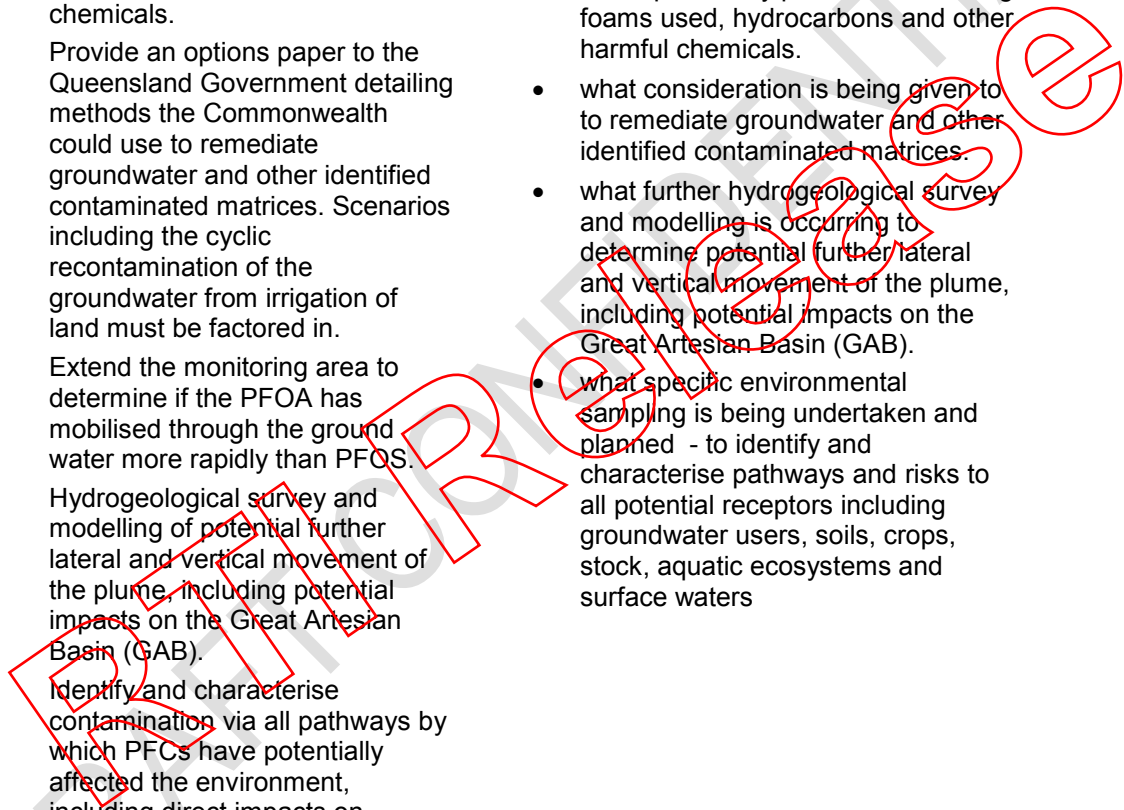 chemicals.
Provide an options paper to the
Queensland Government detailing
methods the Commonwealth
could use to remediate
groundwater and other identified
contaminated matrices. Scenarios
including the cyclic
recontamination of the
groundwater from irrigation of
land must be factored in.
Extend the monitoring area to
determine if the PFOA has
mobilised through the ground
water more rapidly than PFOS.
Hydrogeological survey and
modelling of potential further
lateral and vertical movement of
the plume, including potential
impacts on the Great Artesian
Basin (GAB).
Identify and characterise
contamination via all pathways by
which PFCs have potentially
affected the environment,
including direct impacts on
foams used, hydrocarbons and other
harmful chemicals.
• what consideration is being given to
to remediate groundwater and other
identified contaminated matrices.
• what further hydrogeological survey
and modelling is occurring to
determine potential further lateral
and vertical movement of the plume,
including potential impacts on the
Great Artesian Basin (GAB).
• what specific environmental
sampling is being undertaken and
planned - to identify and
characterise pathways and risks to
all potential receptors including
groundwater users, soils, crops,
stock, aquatic ecosystems and
surface waters
RTI Release